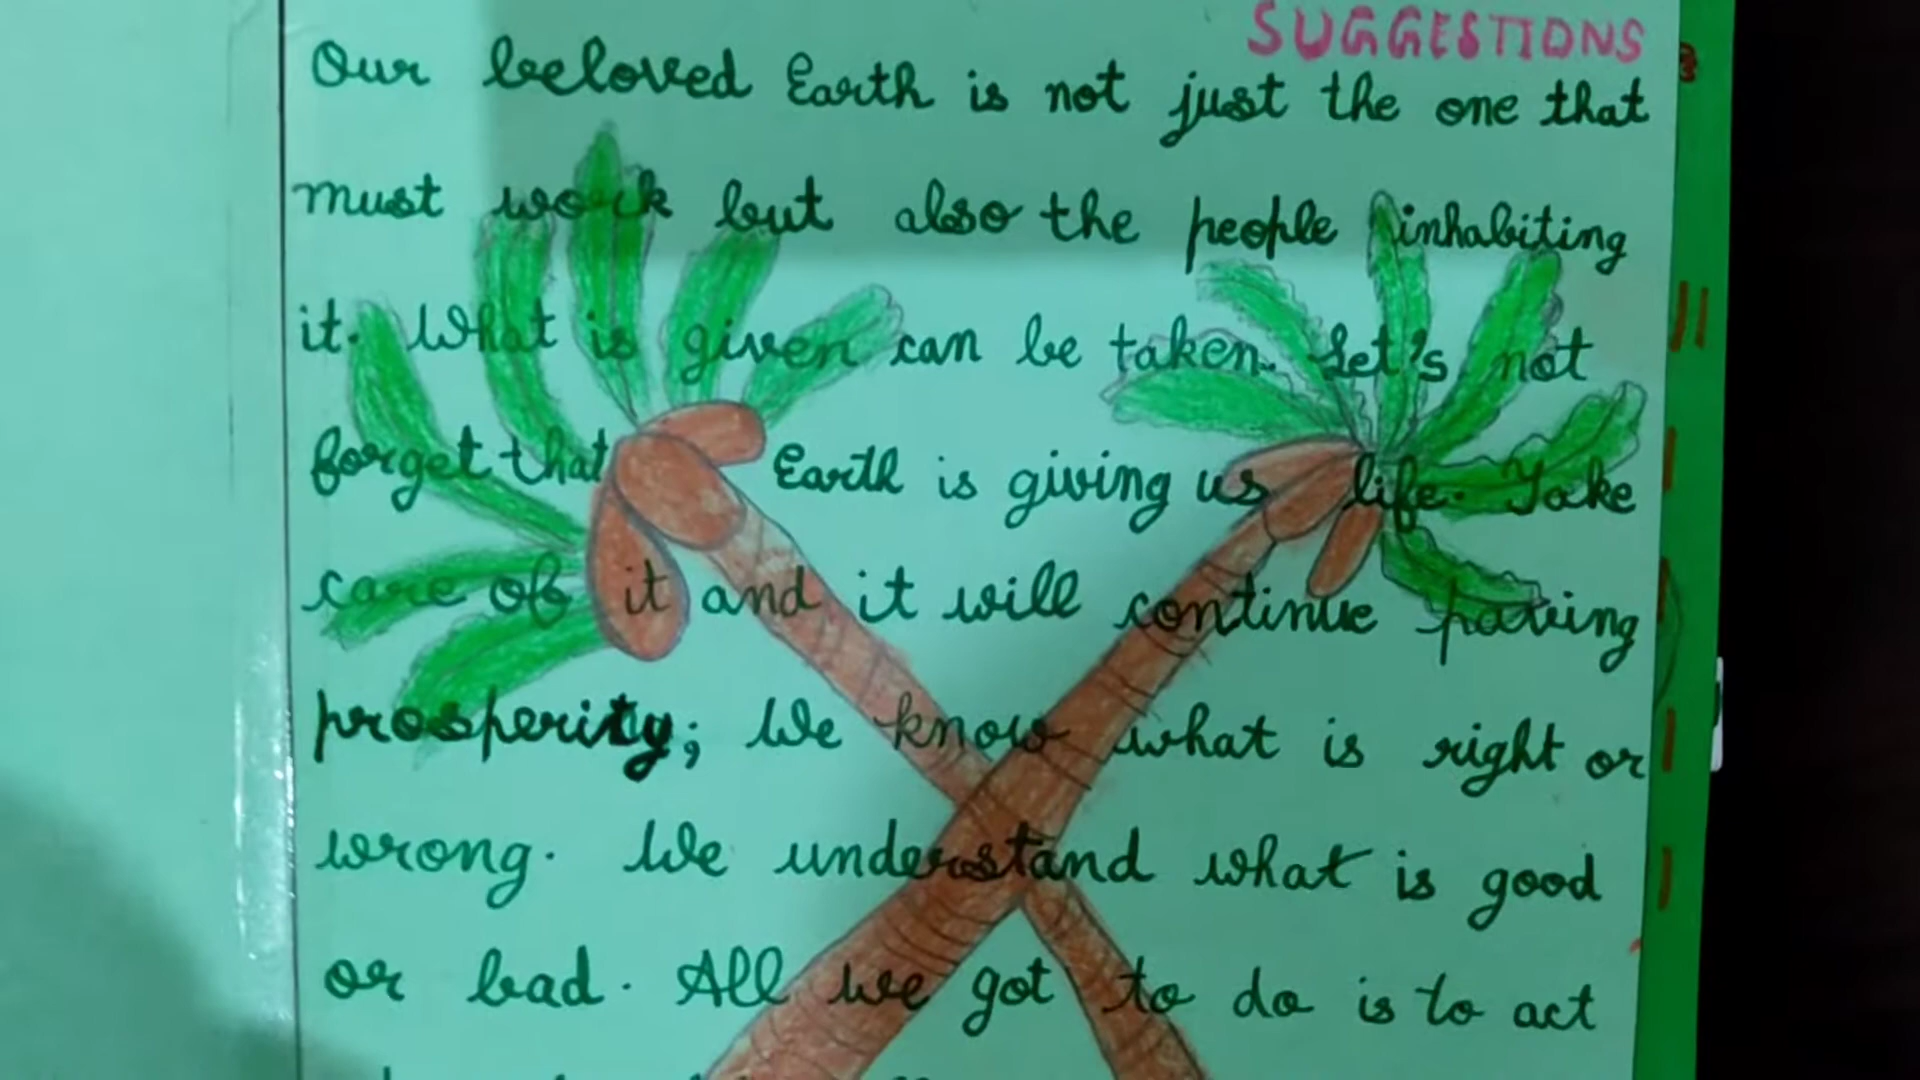 SUGGESTIONS
Our beloved Earth is not just the one that
must work but also the people inhabiting
it. What is given can be taken. Let's not
forget that Earth is giving us life. Take
care of it and it will continue paving
prosperity; We know what is right or
wrong. We understand what is good
or bad. All we got to do is to act